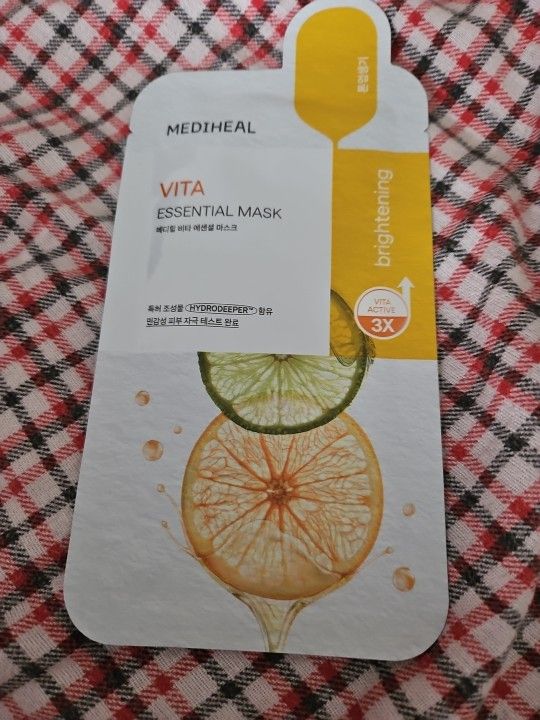 MEDIHEAL
VITA
ESSENTIAL MASK
메디힐 비타 에센셜 마스크
특허 조성물 HYDRODEEPER™ 함유
민감성 피부 자극 테스트 완료
brightening
VITA
ACTIVE
3X